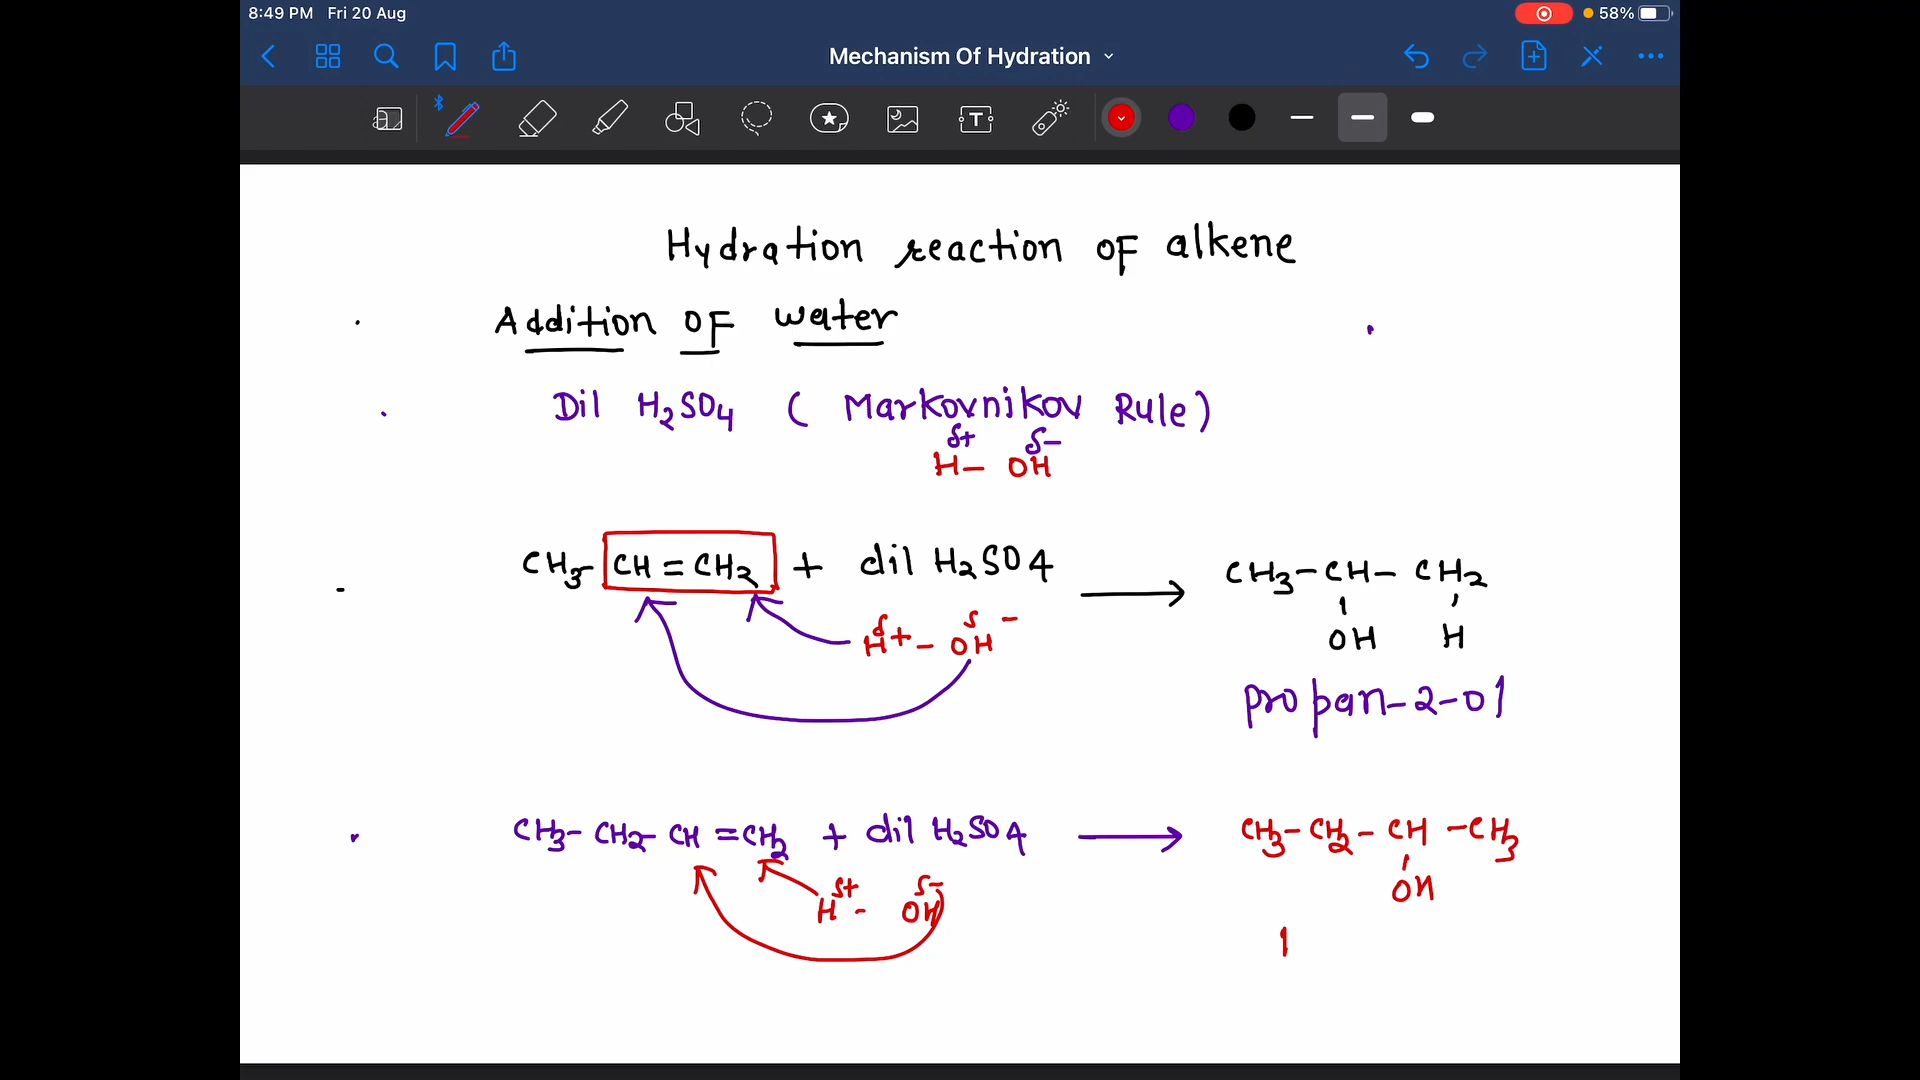 8:49 PM Fri 20 Aug 58%
Mechanism Of Hydration
Hydration reaction of alkene
Addition of water
Dil H2SO4 ( Markovnikov Rule)
δ+ δ-
H- OH
CH3- CH=CH2 + dil H2SO4 → CH3-CH-CH2
δ δ -
H+ - OH OH H
propan-2-ol
CH3- CH2- CH =CH2 + dil H2SO4 → CH3-CH2-CH-CH3
δ+ δ-
H- OH OH